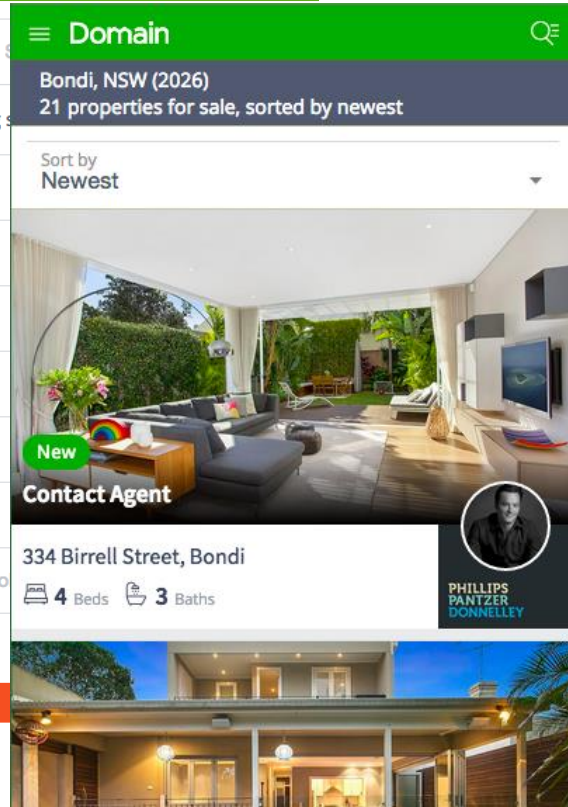 Domain
Bondi, NSW (2026)
21 properties for sale, sorted by newest
Sort by
Newest
New
Contact Agent
334 Birrell Street, Bondi
4 Beds 3 Baths
PHILLIPS
PANTZER
DONNELLEY